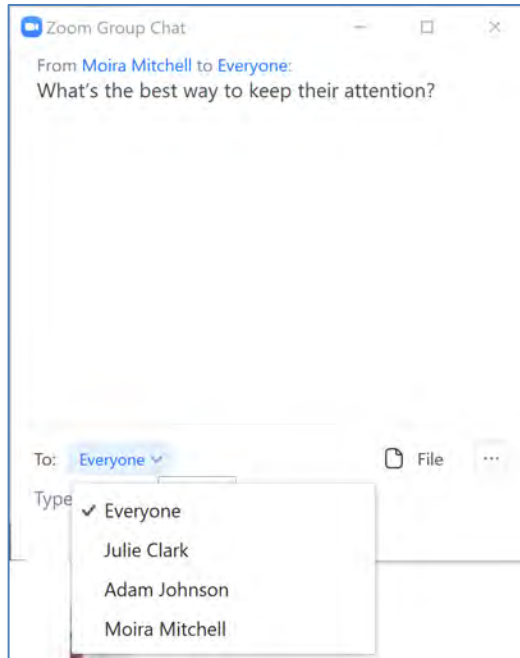 Zoom Group Chat
From Moira Mitchell to Everyone:
What's the best way to keep their attention?
To: Everyone File ...
Type
Everyone
Julie Clark
Adam Johnson
Moira Mitchell